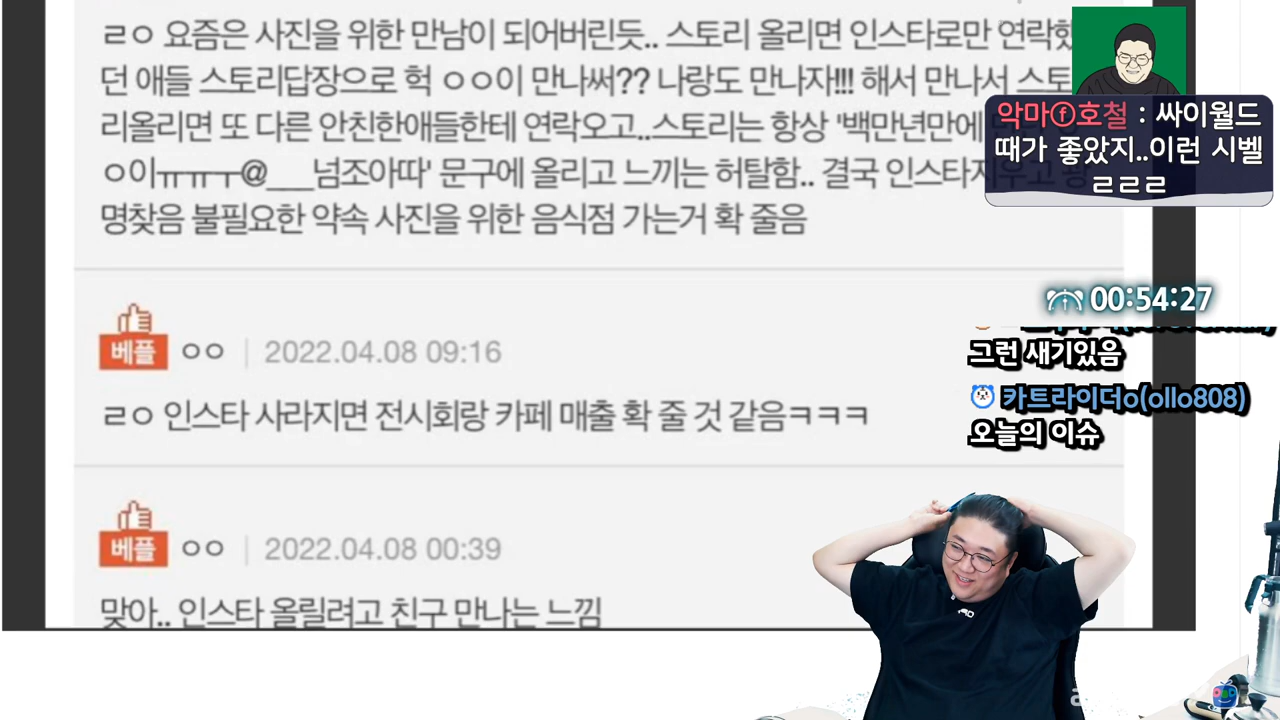 ㄹㅇ 요즘은 사진을 위한 만남이 되어버린듯.. 스토리 올리면 인스타로만 연락했
던 애들 스토리답장으로 헉 ㅇㅇ이 만나써?? 나랑도 만나자!!! 해서 만나서 스토
리올리면 또 다른 안친한애들한테 연락오고..스토리는 항상 '백만년만에
ㅇ이ㅠㅠㅜ@___넘조아따' 문구에 올리고 느끼는 허탈함.. 결국 인스타지우고
명찾음 불필요한 약속 사진을 위한 음식점 가는거 확 줄음
악마ⓕ호철 : 싸이월드
때가 좋았지..이런 시벨
ㄹㄹㄹ
00:54:27
베플 ㅇㅇ | 2022.04.08 09:16
ㄹㅇ 인스타 사라지면 전시회랑 카페 매출 확 줄 것 같음ㅋㅋㅋ
그런 새기있음
카트라이더o(ollo808)
오늘의 이슈
베플 ㅇㅇ | 2022.04.08 00:39
맞아.. 인스타 올릴려고 친구 만나는 느낌